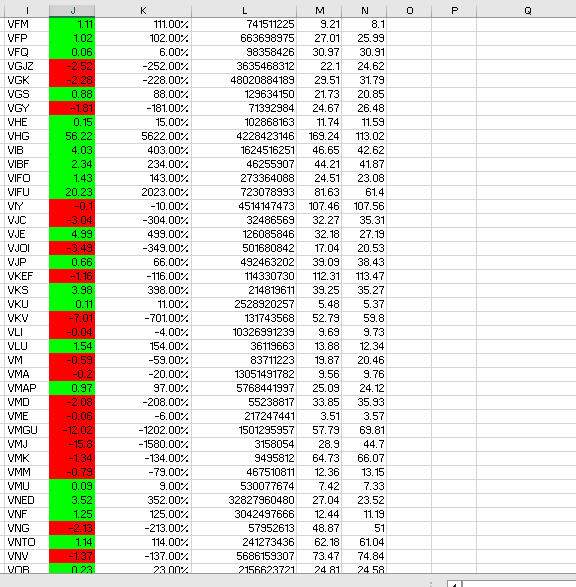 I J K L M N O P Q
VFM 1.11 111.00% 741511225 9.21 8.1
VFP 1.02 102.00% 663698975 27.01 25.99
VFQ 0.06 6.00% 98358426 30.97 30.91
VGJZ -2.52 -252.00% 3635468312 22.1 24.62
VGK -2.28 -228.00% 48020884189 29.51 31.79
VGS 0.88 88.00% 129634150 21.73 20.85
VGY -1.81 -181.00% 71392984 24.67 26.48
VHE 0.15 15.00% 102868163 11.74 11.59
VHG 56.22 5622.00% 4228423146 169.24 113.02
VIB 4.03 403.00% 1624516251 46.65 42.62
VIBF 2.34 234.00% 46255907 44.21 41.87
VIFO 1.43 143.00% 273364088 24.51 23.08
VIFU 20.23 2023.00% 723078993 81.63 61.4
VIY -0.1 -10.00% 4514147473 107.46 107.56
VJC -3.04 -304.00% 32486569 32.27 35.31
VJE 4.99 499.00% 126085846 32.18 27.19
VJOI -3.49 -349.00% 501680842 17.04 20.53
VJP 0.66 66.00% 492463202 39.09 38.43
VKEF -1.16 -116.00% 114330730 112.31 113.47
VKS 3.98 398.00% 214819611 39.25 35.27
VKU 0.11 11.00% 2528920257 5.48 5.37
VKV -7.01 -701.00% 131743568 52.79 59.8
VLI -0.04 -4.00% 10326991239 9.69 9.73
VLU 1.54 154.00% 36119663 13.88 12.34
VM -0.59 -59.00% 83711223 19.87 20.46
VMA -0.2 -20.00% 13051491782 9.56 9.76
VMAP 0.97 97.00% 5768441997 25.09 24.12
VMD -2.08 -208.00% 55238817 33.85 35.93
VME -0.06 -6.00% 217247441 3.51 3.57
VMGU -12.02 -1202.00% 1501295957 57.79 69.81
VMJ -15.8 -1580.00% 3158054 28.9 44.7
VMK -1.34 -134.00% 9495812 64.73 66.07
VMM -0.79 -79.00% 467510811 12.36 13.15
VMU 0.09 9.00% 530077674 7.42 7.33
VNED 3.52 352.00% 32827960480 27.04 23.52
VNF 1.25 125.00% 3042497666 12.44 11.19
VNG -2.13 -213.00% 57952613 48.87 51
VNTO 1.14 114.00% 241273436 62.18 61.04
VNV -1.37 -137.00% 5686159307 73.47 74.84
VOB 0.23 23.00% 2156623721 24.81 24.58